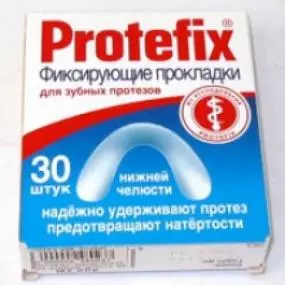 Protefix®
Фиксирующие прокладки
для зубных протезов
30
штук
нижней
челюсти
надёжно удерживают протез
предотвращают натёртости